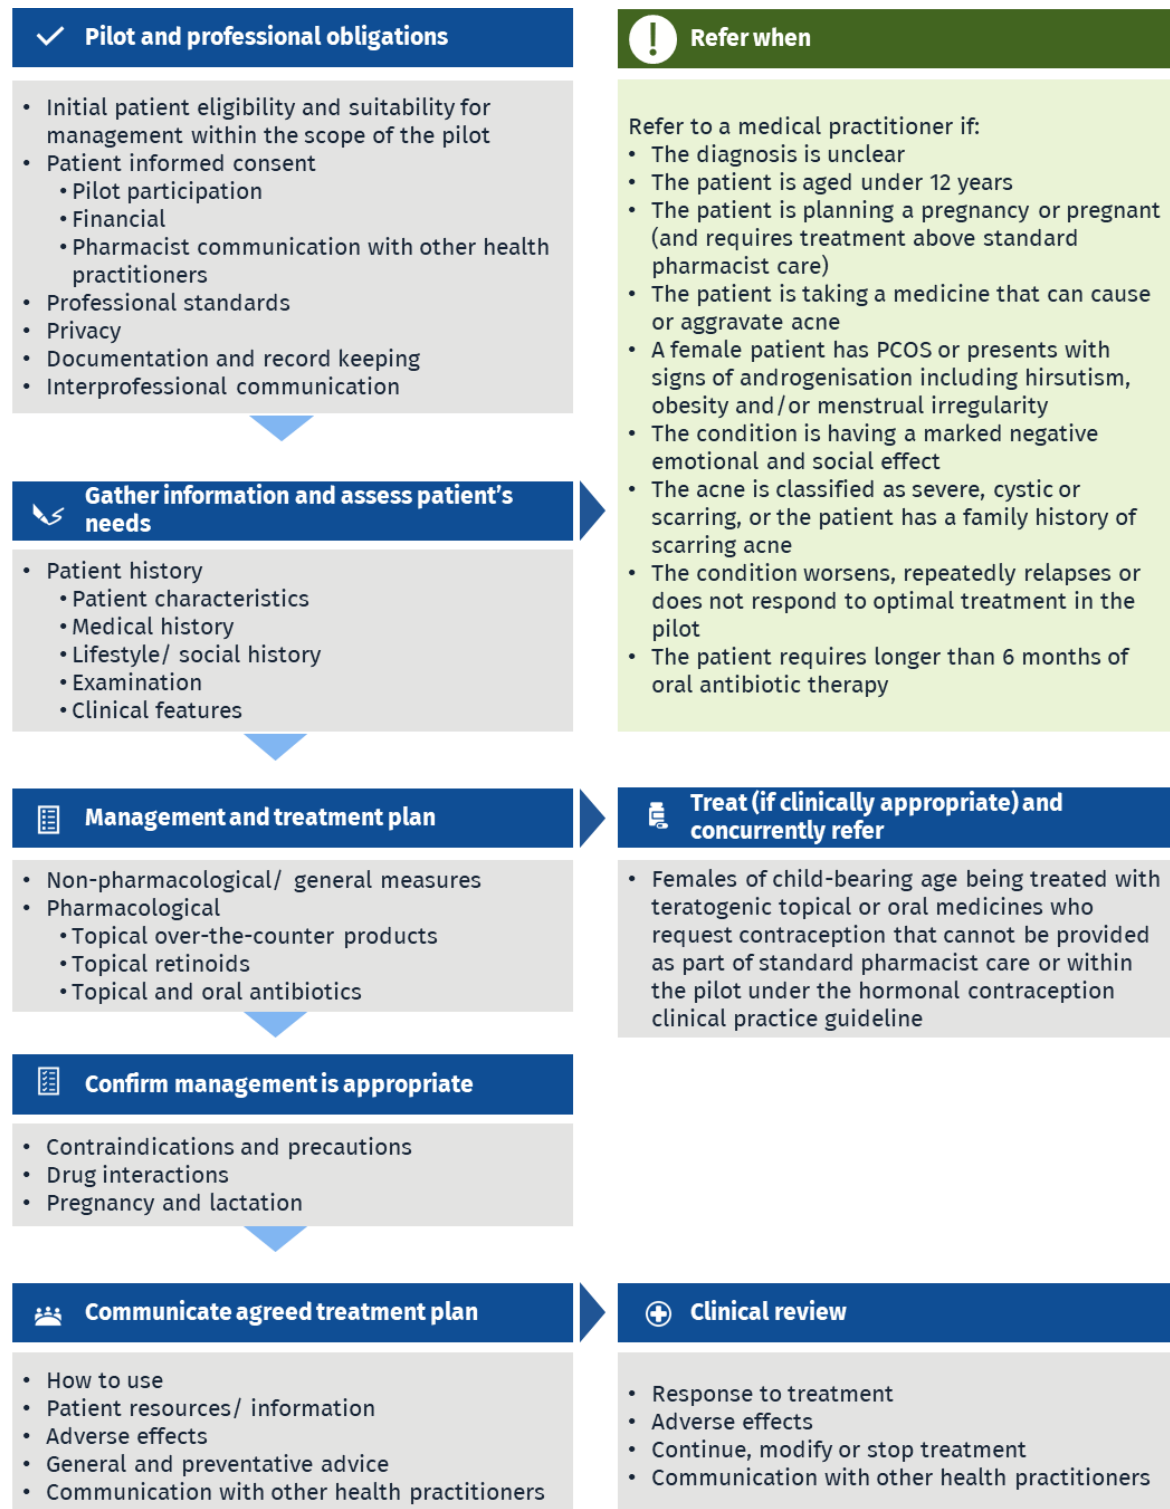 Pilot and professional obligations
• Initial patient eligibility and suitability for
management within the scope of the pilot
• Patient informed consent
• Pilot participation
• Financial
• Pharmacist communication with other health
practitioners
• Professional standards
• Privacy
• Documentation and record keeping
• Interprofessional communication
Gather information and assess patient's
needs
• Patient history
• Patient characteristics
• Medical history
• Lifestyle/ social history
• Examination
• Clinical features
Refer when
Refer to a medical practitioner if:
• The diagnosis is unclear
• The patient is aged under 12 years
• The patient is planning a pregnancy or pregnant
(and requires treatment above standard
pharmacist care)
• The patient is taking a medicine that can cause
or aggravate acne
• A female patient has PCOS or presents with
signs of androgenisation including hirsutism,
obesity and/or menstrual irregularity
• The condition is having a marked negative
emotional and social effect
• The acne is classified as severe, cystic or
scarring, or the patient has a family history of
scarring acne
• The condition worsens, repeatedly relapses or
does not respond to optimal treatment in the
pilot
• The patient requires longer than 6 months of
oral antibiotic therapy
Management and treatment plan
• Non-pharmacological/ general measures
• Pharmacological
• Topical over-the-counter products
• Topical retinoids
• Topical and oral antibiotics
Treat (if clinically appropriate) and
concurrently refer
• Females of child-bearing age being treated with
teratogenic topical or oral medicines who
request contraception that cannot be provided
as part of standard pharmacist care or within
the pilot under the hormonal contraception
clinical practice guideline
Confirm management is appropriate
• Contraindications and precautions
• Drug interactions
• Pregnancy and lactation
Communicate agreed treatment plan
• How to use
• Patient resources/ information
• Adverse effects
• General and preventative advice
• Communication with other health practitioners
Clinical review
• Response to treatment
• Adverse effects
• Continue, modify or stop treatment
• Communication with other health practitioners